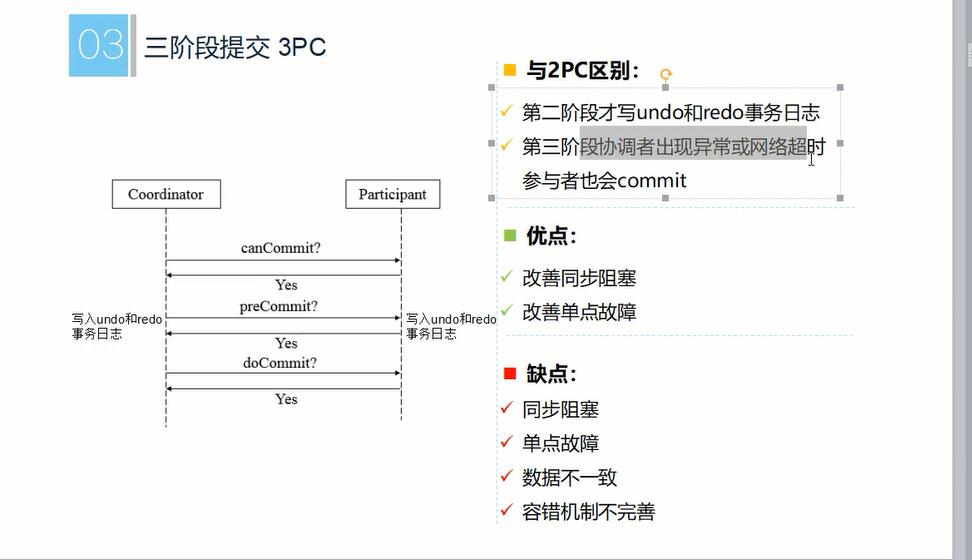 03
三阶段提交 3PC
Coordinator
Participant
canCommit?
Yes
写入undo和redo
事务日志
preCommit?
写入undo和redo
事务日志
Yes
doCommit?
Yes
与2PC区别：
第二阶段才写undo和redo事务日志
第三阶段协调者出现异常或网络超时
参与者也会commit
优点：
改善同步阻塞
改善单点故障
缺点：
同步阻塞
单点故障
数据不一致
容错机制不完善